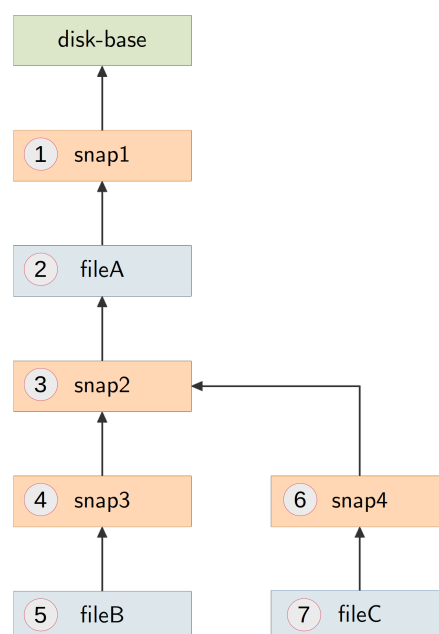 disk-base
1 snap1
2 fileA
3 snap2
4 snap3
6 snap4
5 fileB
7 fileC